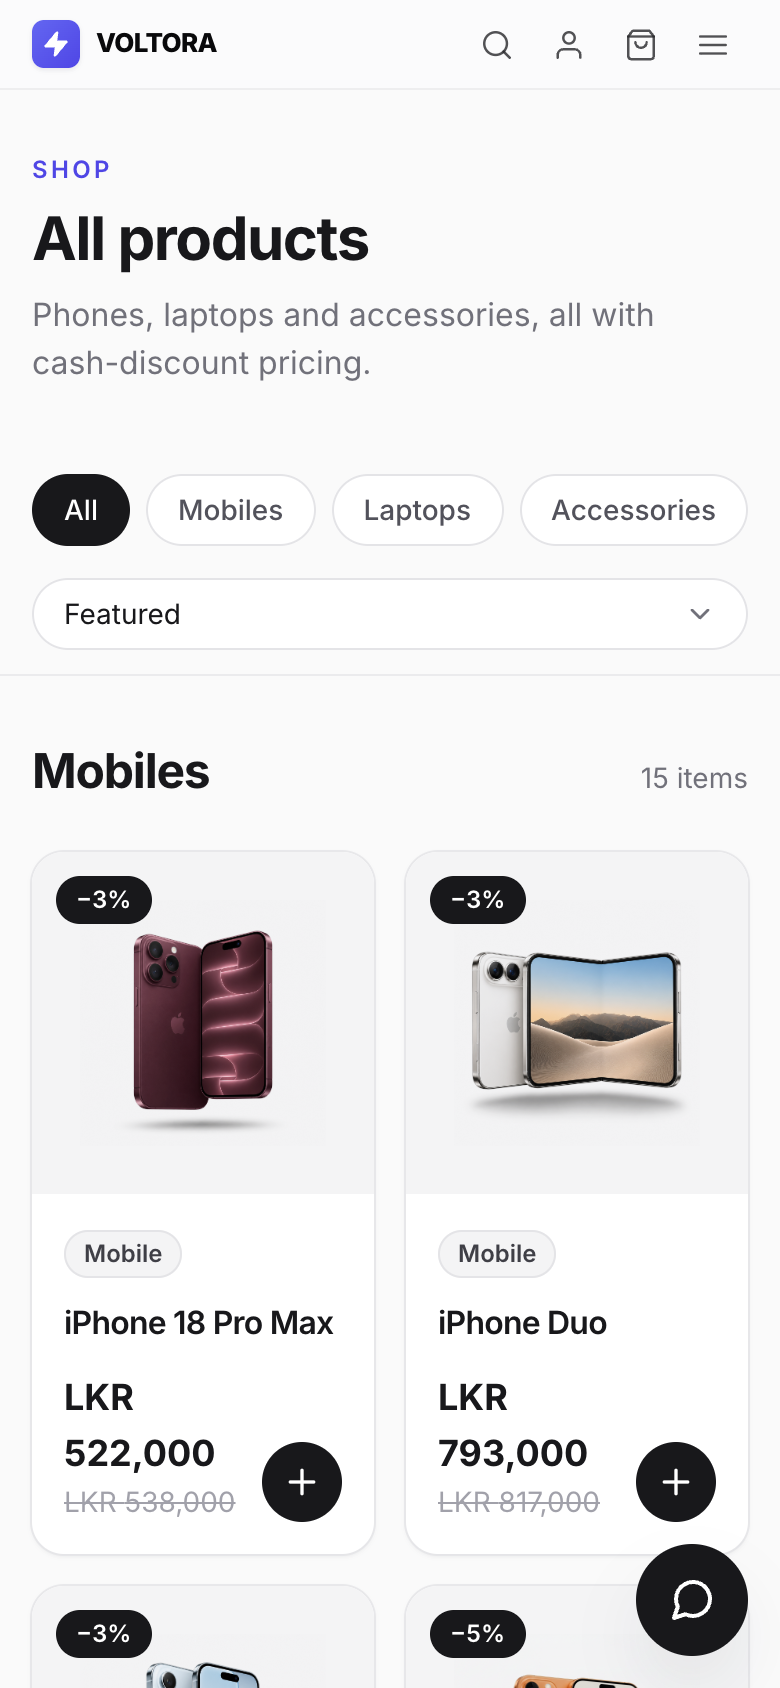 VOLTORA
SHOP
All products
Phones, laptops and accessories, all with
cash-discount pricing.
All
Mobiles
Laptops
Accessories
Featured
Mobiles
15 items
−3%
−3%
Mobile
Mobile
iPhone 18 Pro Max
iPhone Duo
LKR
522,000
LKR 538,000
LKR
793,000
LKR 817,000
−3%
−5%